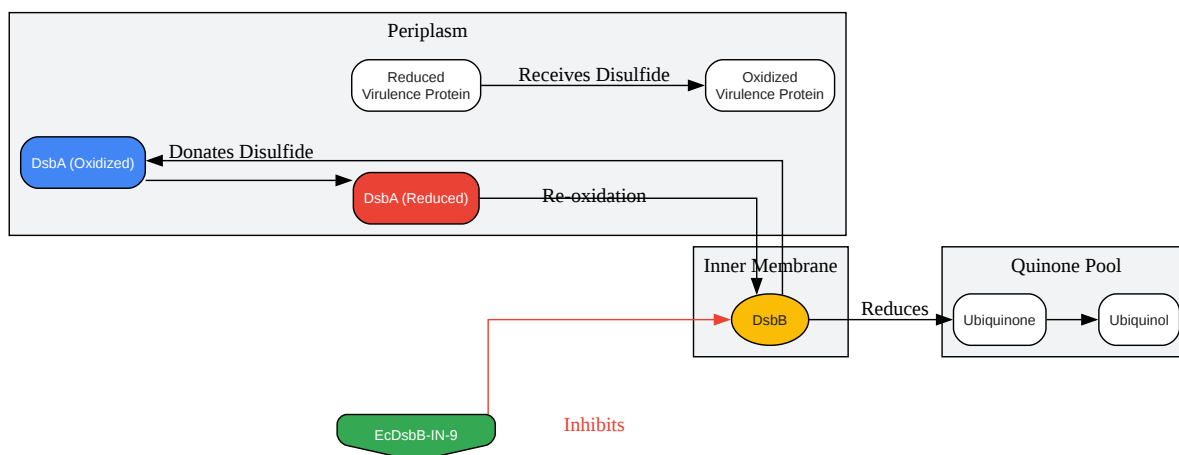 Periplasm
Reduced
Virulence Protein
Receives Disulfide
Oxidized
Virulence Protein
DsbA (Oxidized)
Donates Disulfide
DsbA (Reduced)
Re-oxidation
Inner Membrane
Quinone Pool
DsbB
Reduces
Ubiquinone
Ubiquinol
EcDsbB-IN-9
Inhibits